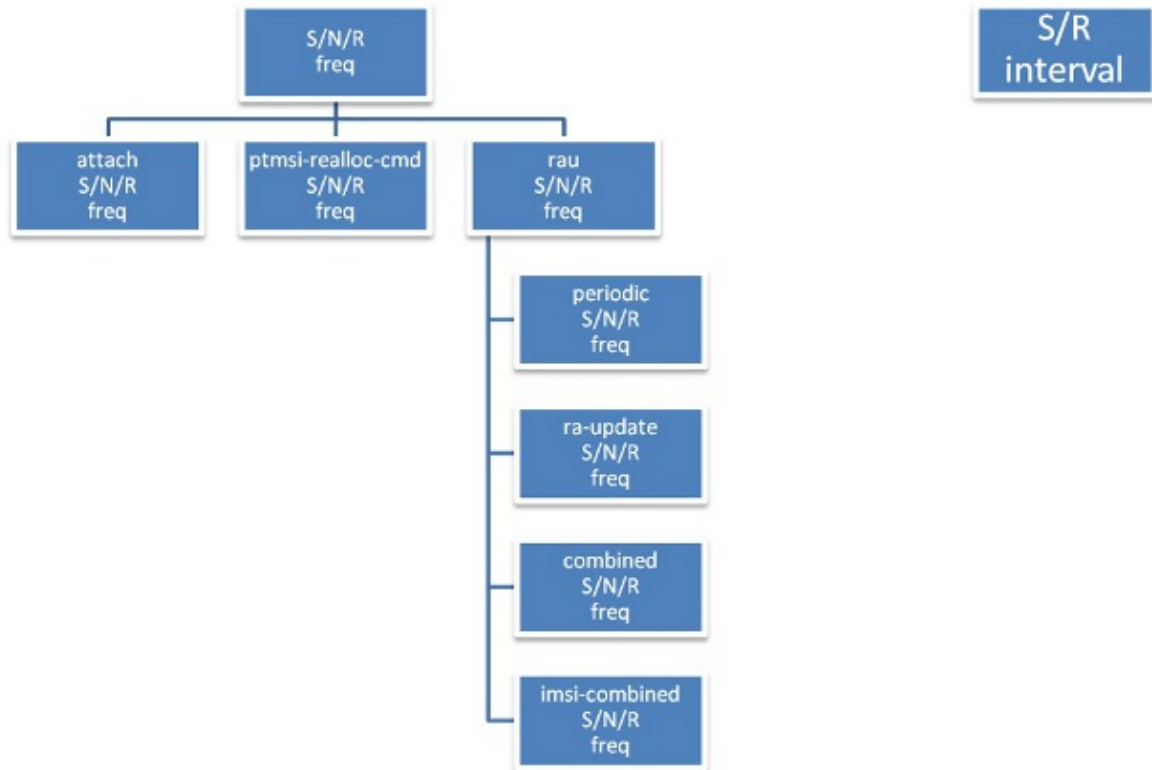 S/N/R
freq
S/R
interval
attach
S/N/R
freq
ptmsi-realloc-cmd
S/N/R
freq
rau
S/N/R
freq
periodic
S/N/R
freq
ra-update
S/N/R
freq
combined
S/N/R
freq
imsi-combined
S/N/R
freq